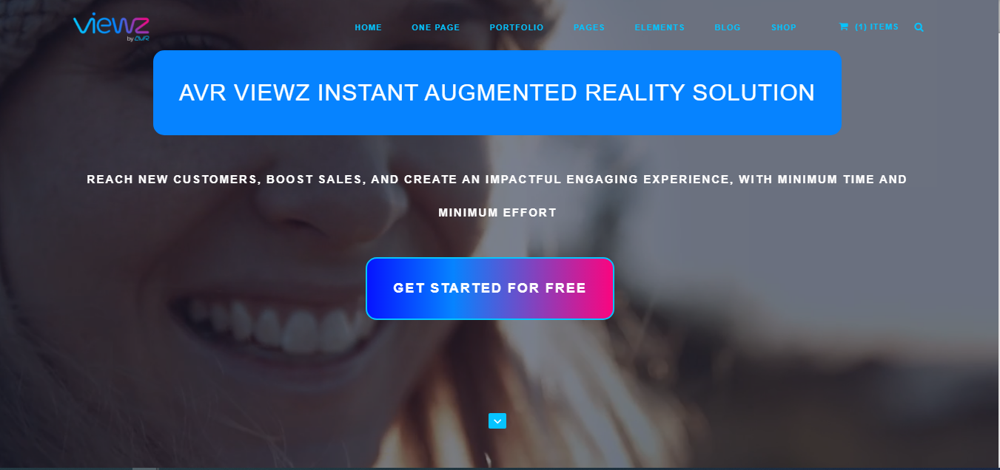 viewz
by AVR
HOME ONE PAGE PORTFOLIO PAGES ELEMENTS BLOG SHOP (1) ITEMS
AVR VIEWZ INSTANT AUGMENTED REALITY SOLUTION
REACH NEW CUSTOMERS, BOOST SALES, AND CREATE AN IMPACTFUL ENGAGING EXPERIENCE, WITH MINIMUM TIME AND
MINIMUM EFFORT
GET STARTED FOR FREE